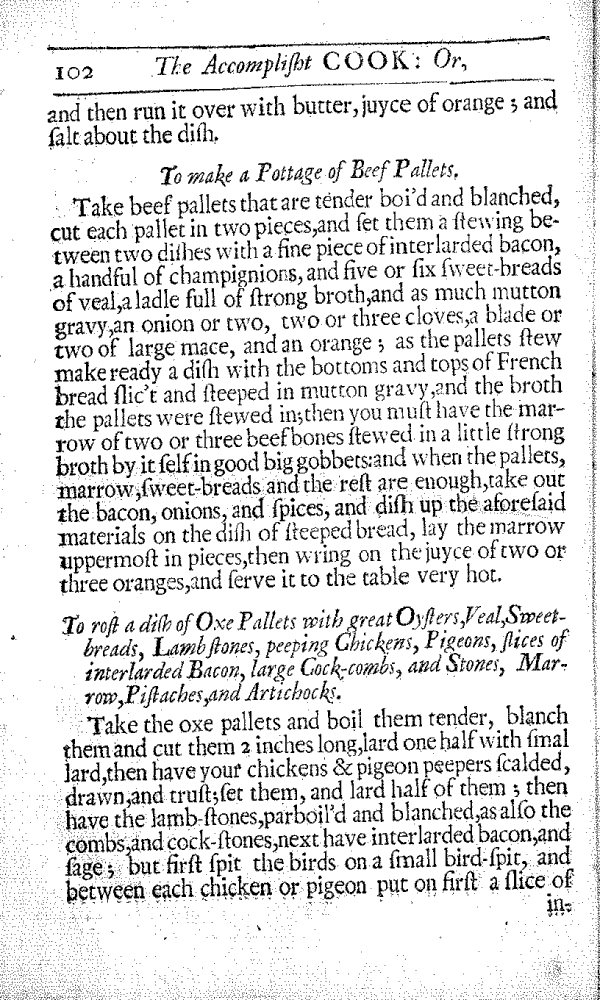 102 The Accompliſht COOK: Or,
and then run it over with butter, juyce of orange ; and
ſalt about the diſh.
To make a Pottage of Beef Pallets.
Take beef pallets that are tender boi'd and blanched,
cut each pallet in two pieces,and ſet them a ſtewing be-
tween two diſhes with a fine piece of interlarded bacon,
a handful of champignions, and five or ſix ſweet-breads
of veal,a ladle full of ſtrong broth,and as much mutton
gravy,an onion or two, two or three cloves,a blade or
two of large mace, and an orange ; as the pallets ſtew
make ready a diſh with the bottoms and tops of French
bread ſlic't and ſteeped in mutton gravy,and the broth
the pallets were ſtewed in;then you muſt have the mar-
row of two or three beef bones ſtewed in a little ſtrong
broth by it ſelf in good big gobbets:and when the pallets,
marrow,ſweet-breads and the reſt are enough,take out
the bacon, onions, and ſpices, and diſh up the aforeſaid
materials on the diſh of ſteeped bread, lay the marrow
uppermoſt in pieces,then wring on the juyce of two or
three oranges,and ſerve it to the table very hot.
To roſt a diſh of Oxe Pallets with great Oyſters,Veal,Sweet-
breads, Lamb ſtones, peeping Chickens, Pigeons, ſlices of
interlarded Bacon, large Cock-combs, and Stones, Mar-
row,Piſtaches,and Artichocks.
Take the oxe pallets and boil them tender, blanch
them and cut them 2 inches long,lard one half with ſmal
lard,then have your chickens & pigeon peepers ſcalded,
drawn,and truſt;ſet them, and lard half of them ; then
have the lamb-ſtones,parboil'd and blanched,as alſo the
combs,and cock-ſtones,next have interlarded bacon,and
ſage ; but firſt ſpit the birds on a ſmall bird-ſpit, and
between each chicken or pigeon put on firſt a ſlice of
in-